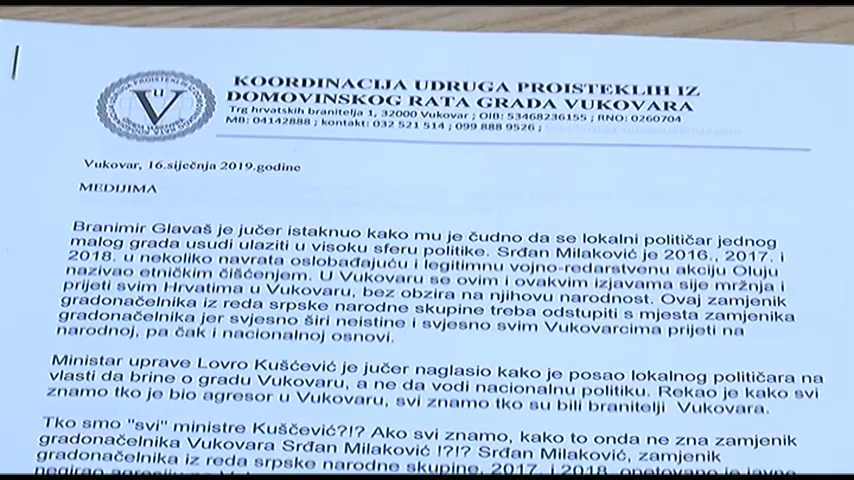 KOORDINACIJA UDRUGA PROISTEKLIH IZ
DOMOVINSKOG RATA GRADA VUKOVARA
Trg hrvatskih branitelja 1, 32000 Vukovar ; OIB: 53468236155 ; RNO: 0260704
MB: 04142888 ; kontakt: 032 521 514 ; 099 888 9526 ;
Vukovar, 16.siječnja 2019.godine
MEDIJIMA
Branimir Glavaš je jučer istaknuo kako mu je čudno da se lokalni političar jednog
malog grada usudi ulaziti u visoku sferu politike. Srđan Milaković je 2016., 2017. i
2018. u nekoliko navrata oslobađajuću i legitimnu vojno-redarstvenu akciju Oluju
nazivao etničkim čišćenjem. U Vukovaru se ovim i ovakvim izjavama sije mržnja i
prijeti svim Hrvatima u Vukovaru, bez obzira na njihovu narodnost. Ovaj zamjenik
gradonačelnika iz reda srpske narodne skupine treba odstupiti s mjesta zamjenika
gradonačelnika jer svjesno širi neistine i svjesno svim Vukovarcima prijeti na
narodnoj, pa čak i nacionalnoj osnovi.
Ministar uprave Lovro Kušćević je jučer naglasio kako je posao lokalnog političara na
vlasti da brine o gradu Vukovaru, a ne da vodi nacionalnu politiku. Rekao je kako svi
znamo tko je bio agresor u Vukovaru, svi znamo tko su bili branitelji Vukovara.
Tko smo "svi" ministre Kuščević?!? Ako svi znamo, kako to onda ne zna zamjenik
gradonačelnika Vukovara Srđan Milaković !?!? Srđan Milaković, zamjenik
gradonačelnika iz reda srpske narodne skupine, 2017. i 2018. opetovano je javno
negirao agresiju na